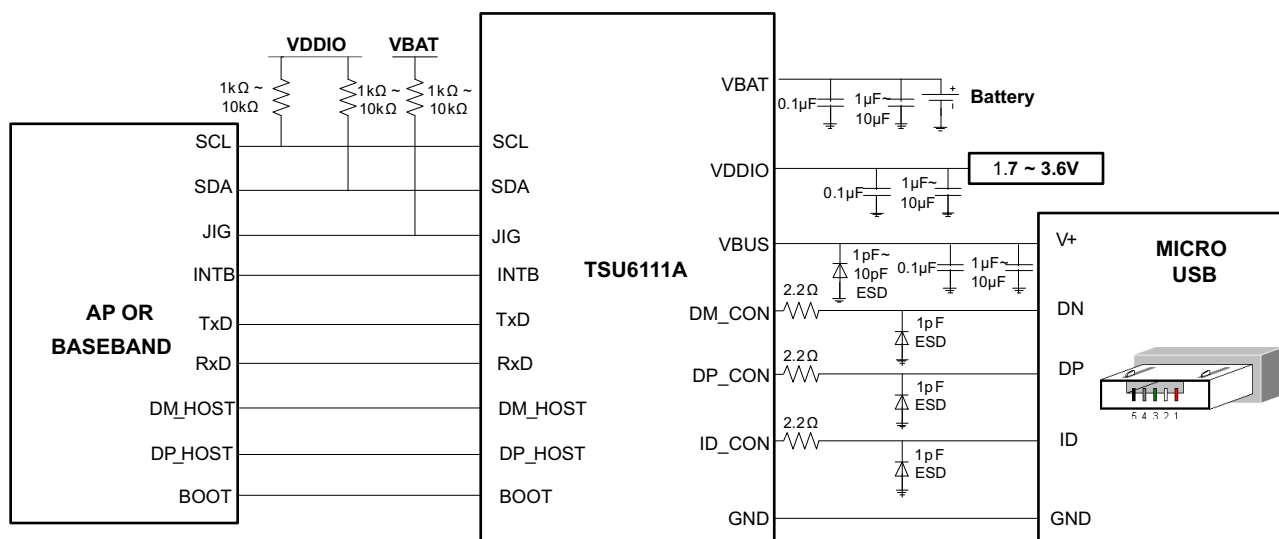 VDDIO
VBAT
1kΩ ~
10kΩ
1kΩ ~
10kΩ
1kΩ ~
10kΩ
AP OR
BASEBAND
SCL
SDA
JIG
INTB
TxD
RxD
DM_HOST
DP_HOST
BOOT
SCL
SDA
JIG
INTB
TxD
RxD
DM_HOST
DP_HOST
BOOT
TSU6111A
VBAT
VDDIO
VBUS
DM_CON
DP_CON
ID_CON
GND
0.1µF
1µF~
10µF
+
-
Battery
0.1µF
1µF~
10µF
1.7 ~ 3.6V
1pF~
10pF
ESD
0.1µF
1µF~
10µF
2.2Ω
1pF
ESD
2.2Ω
1pF
ESD
2.2Ω
1pF
ESD
V+
DN
DP
ID
GND
MICRO
USB
5 4 3 2 1